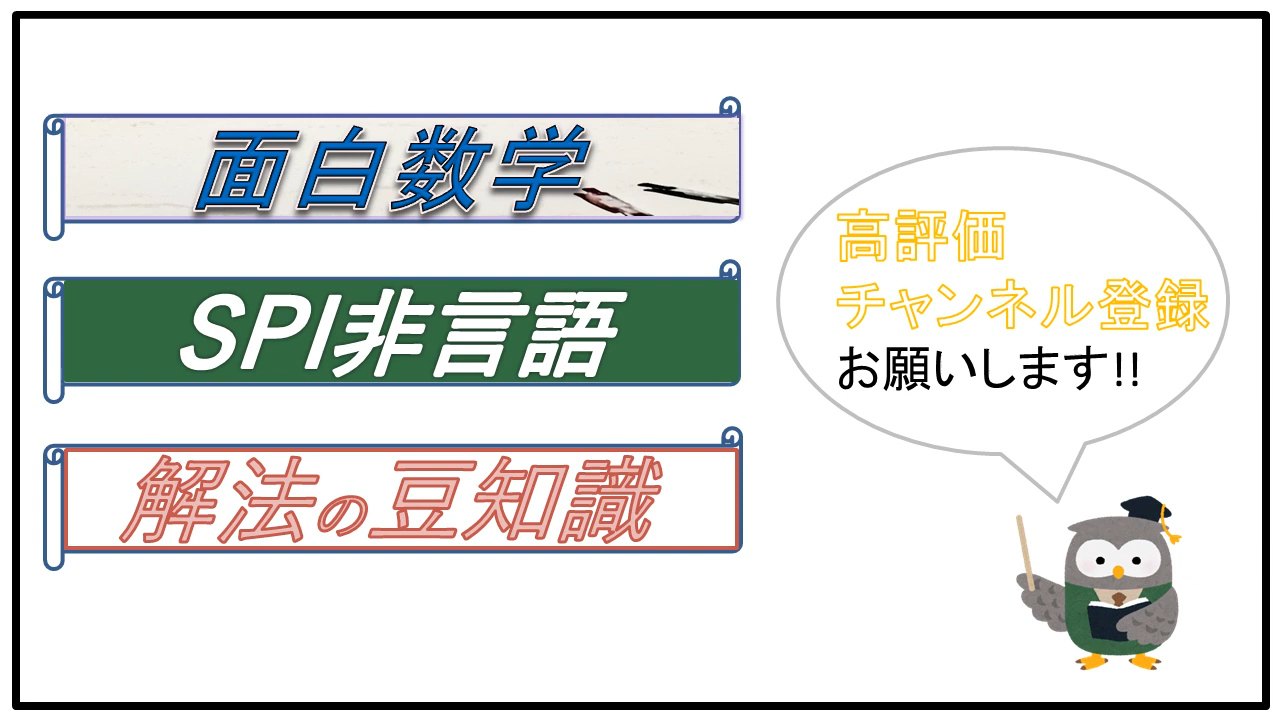 面白数学
SPI非言語
解法の豆知識
高評価
チャンネル登録
お願いします!!